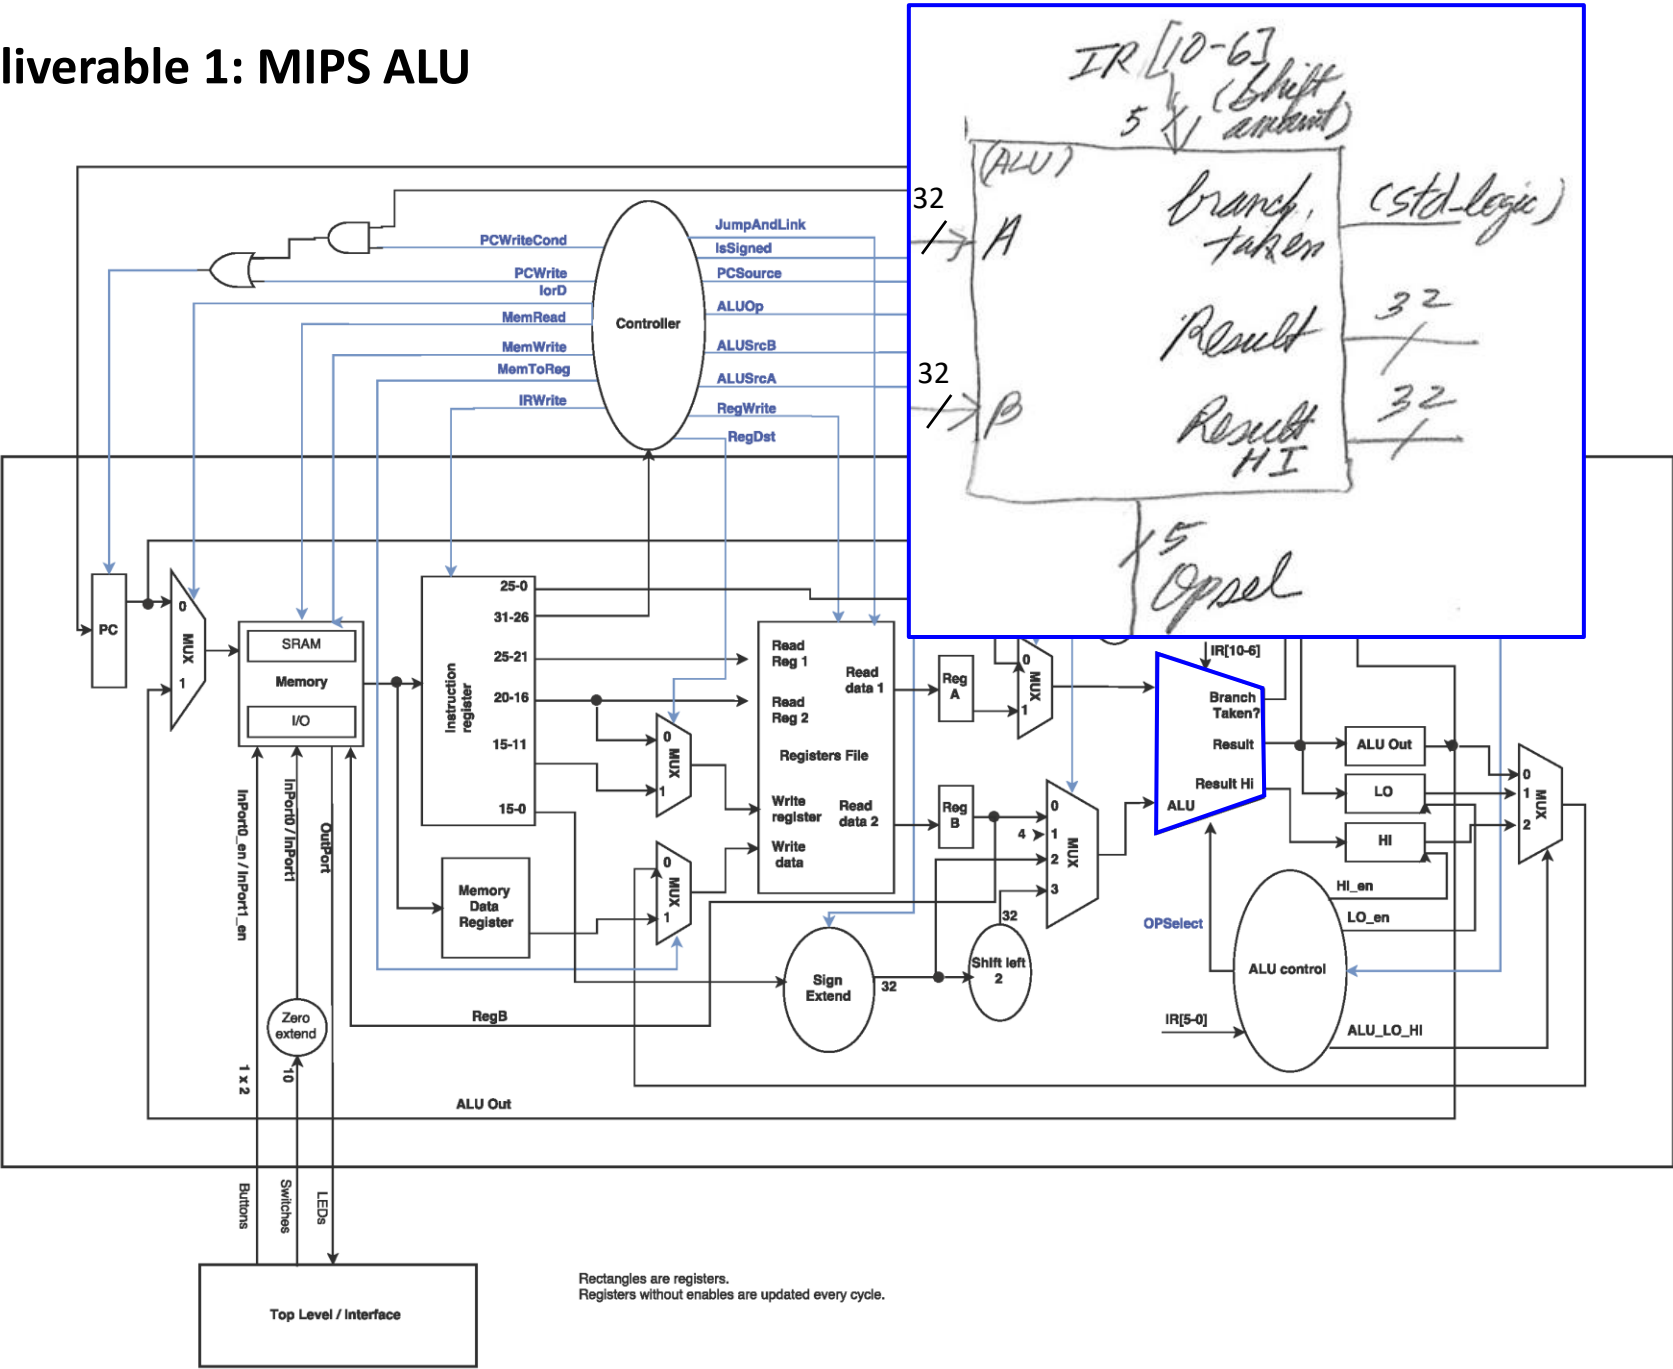 liverable 1: MIPS ALU
IR [10-6]
(Shift
amount)
5
(ALU)
32
A
branch
taken
(std-logic)
Result
32
32
B
Result
HI
32
5
Opsel
PCWriteCond
PCWrite
IorD
MemRead
MemWrite
MemToReg
IRWrite
Controller
JumpAndLink
IsSigned
PCSource
ALUOp
ALUSrcB
ALUSrcA
RegWrite
RegDst
PC
0
MUX
1
SRAM
Memory
I/O
Instruction
register
25-0
31-26
25-21
20-16
15-11
15-0
Memory
Data
Register
0
MUX
1
0
MUX
1
Read
Reg 1
Read
Reg 2
Read
data 1
Registers File
Write
register
Read
data 2
Write
data
Reg
A
Reg
B
0
MUX
1
0
4
1
MUX
2
3
32
Sign
Extend
32
Shift left
2
IR[10-6]
Branch
Taken?
Result
Result Hi
ALU
ALU Out
LO
HI
0
1
MUX
2
HI_en
LO_en
OPSelect
ALU control
IR[5-0]
ALU_LO_HI
InPort0_en / InPort1_en
InPort0 / InPort1
OutPort
Zero
extend
RegB
1 x 2
10
ALU Out
Buttons
Switches
LEDs
Top Level / Interface
Rectangles are registers.
Registers without enables are updated every cycle.